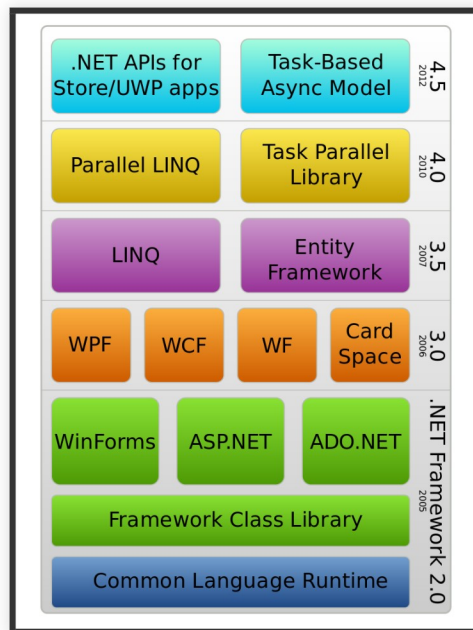 .NET APIs for
Store/UWP apps
Task-Based
Async Model
4.5
2012
Parallel LINQ
Task Parallel
Library
4.0
2010
LINQ
Entity
Framework
3.5
2007
WPF
WCF
WF
Card
Space
3.0
2006
WinForms
ASP.NET
ADO.NET
.NET Framework 2.0
2005
Framework Class Library
Common Language Runtime